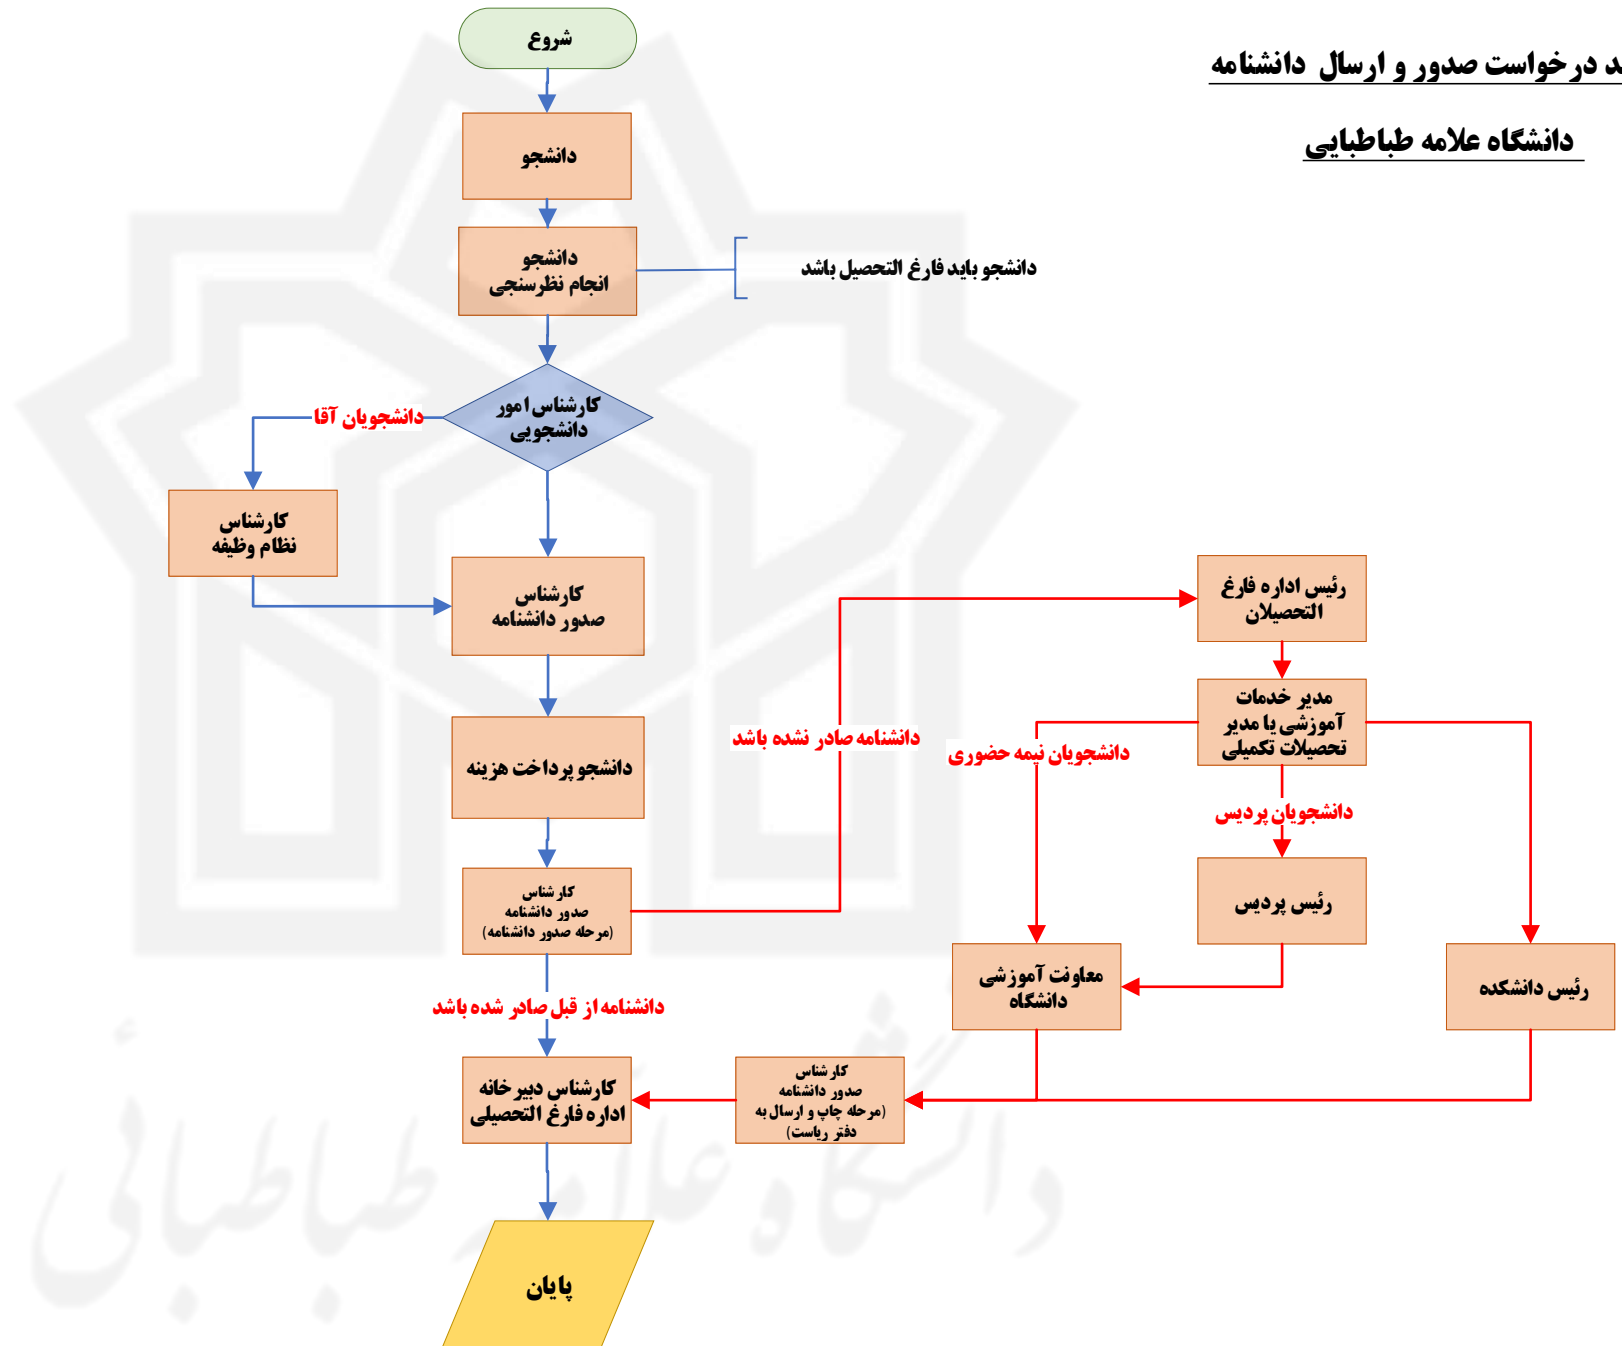 شروع
د درخواست صدور و ارسال دانشنامه
دانشگاه علامه طباطبایی
دانشجو
دانشجو
انجام نظرسنجی
دانشجو باید فارغ التحصیل باشد
کارشناس امور
دانشجویی
دانشجویان آقا
کارشناس
نظام وظیفه
کارشناس
صدور دانشنامه
دانشجو پرداخت هزینه
کارشناس
صدور دانشنامه
(مرحله صدور دانشنامه)
دانشنامه صادر نشده باشد
رئیس اداره فارغ
التحصیلان
مدیر خدمات
آموزشی یا مدیر
تحصیلات تکمیلی
دانشجویان نیمه حضوری
دانشجویان پردیس
رئیس پردیس
معاونت آموزشی
دانشگاه
رئیس دانشکده
دانشنامه از قبل صادر شده باشد
کارشناس
صدور دانشنامه
(مرحله چاپ و ارسال به
دفتر ریاست)
کارشناس دبیرخانه
اداره فارغ التحصیلی
پایان
دانشگاه علامه طباطبائی